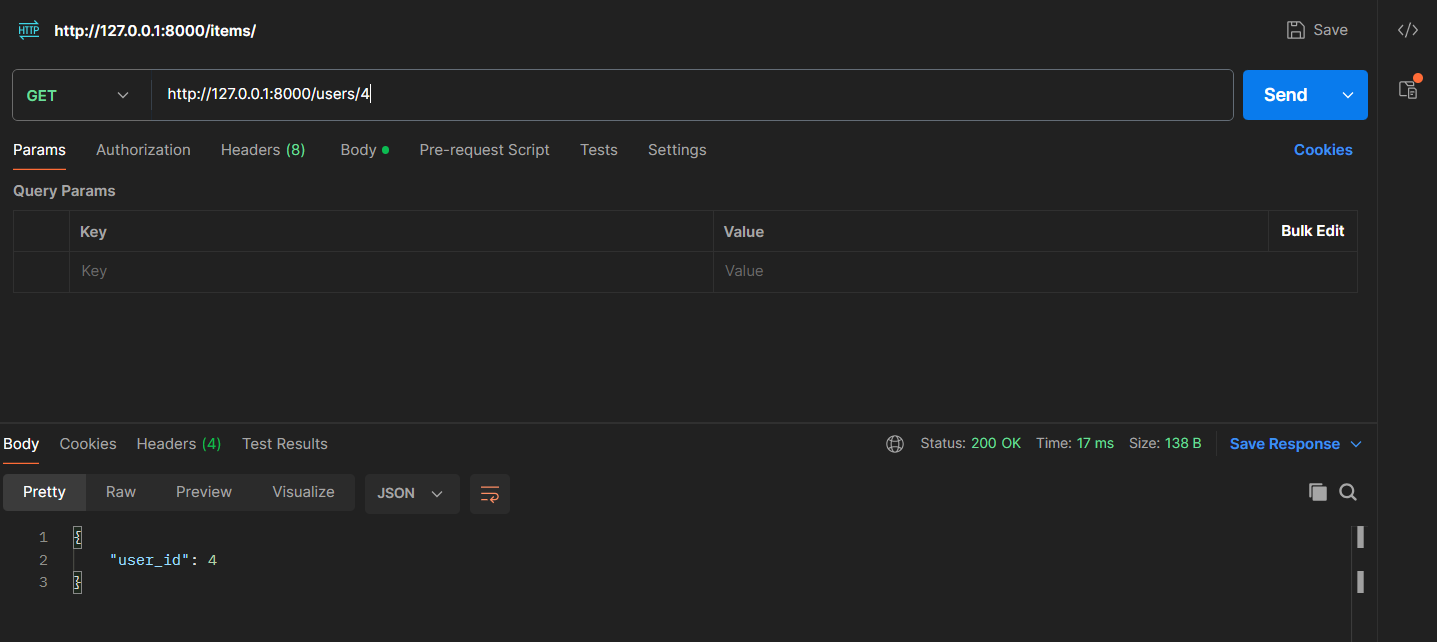 HTTP http://127.0.0.1:8000/items/ Save </>
GET http://127.0.0.1:8000/users/4 Send
Params Authorization Headers (8) Body Pre-request Script Tests Settings Cookies
Query Params
Key Value Bulk Edit
Key Value
Body Cookies Headers (4) Test Results Status: 200 OK Time: 17 ms Size: 138 B Save Response
Pretty Raw Preview Visualize JSON
1 {
2 "user_id": 4
3 }